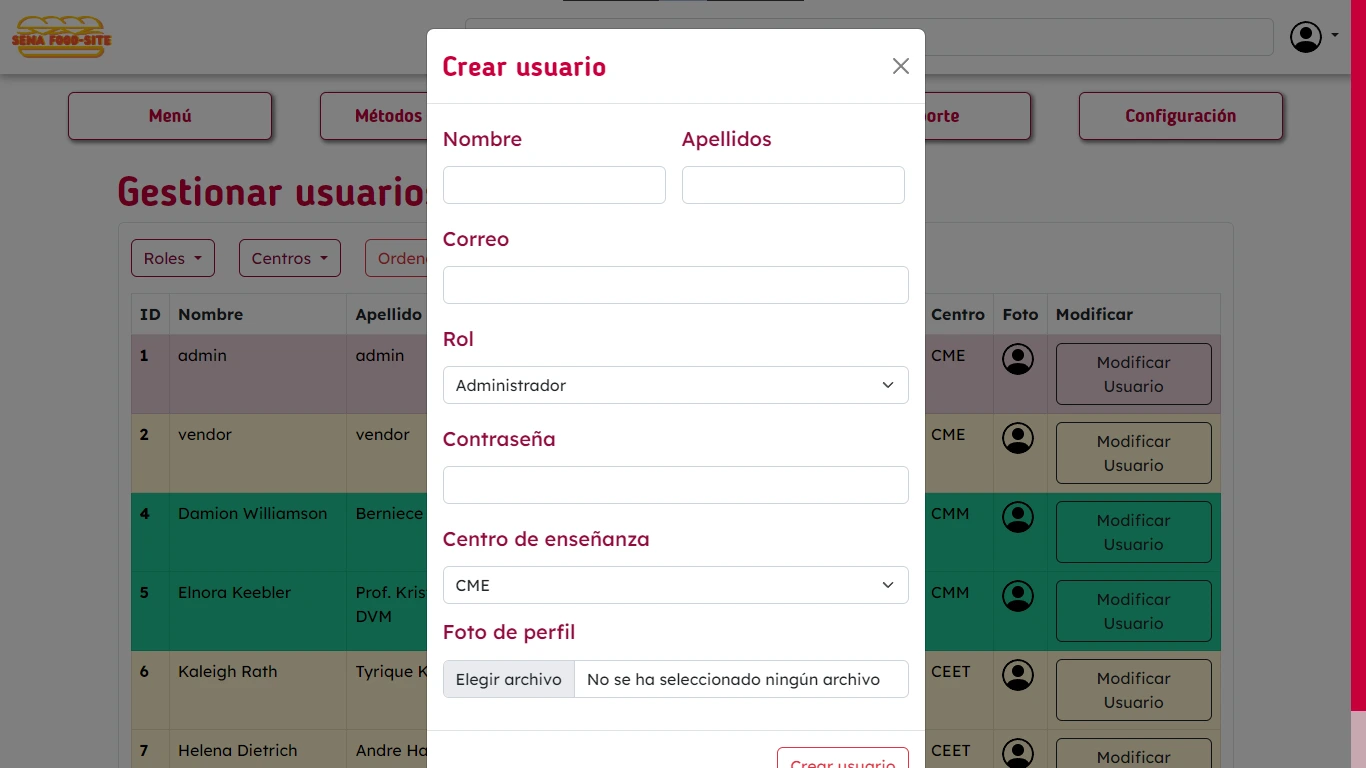 SENA FOOD-SITE
Crear usuario
Menú
Métodos
orte
Configuración
Nombre Apellidos
Gestionar usuarios
Correo
Roles Centros Ordena
ID Nombre Apellido Centro Foto Modificar
Rol
1 admin admin CME Modificar
Usuario
Administrador
2 vendor vendor CME Modificar
Usuario
Contraseña
4 Damion Williamson Berniece CMM Modificar
Usuario
Centro de enseñanza
CME
5 Elnora Keebler Prof. Kris CMM Modificar
DVM Usuario
Foto de perfil
6 Kaleigh Rath Tyrique K CEET Modificar
Usuario
Elegir archivo No se ha seleccionado ningún archivo
7 Helena Dietrich Andre Ha CEET Modificar
Crear usuario